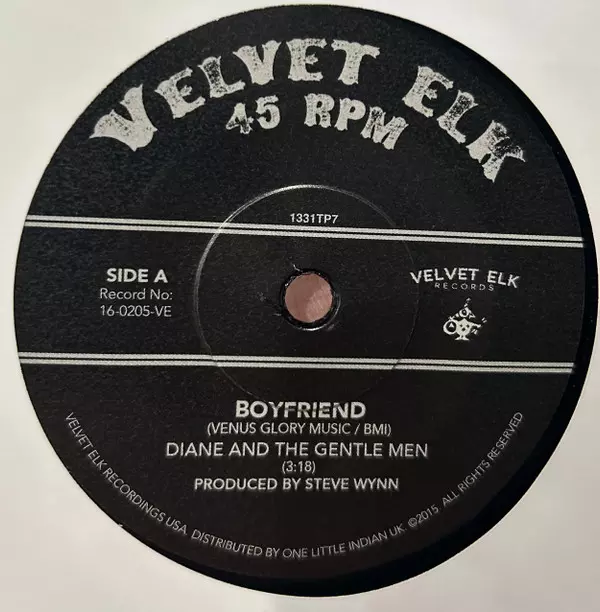 VELVET ELK
45 RPM
1331TP7
SIDE A
Record No:
16-0205-VE
VELVET ELK
RECORDS
BOYFRIEND
(VENUS GLORY MUSIC / BMI)
DIANE AND THE GENTLE MEN
(3:18)
PRODUCED BY STEVE WYNN
VELVET ELK RECORDINGS USA. DISTRIBUTED BY ONE LITTLE INDIAN UK. ©2015 ALL RIGHTS RESERVED